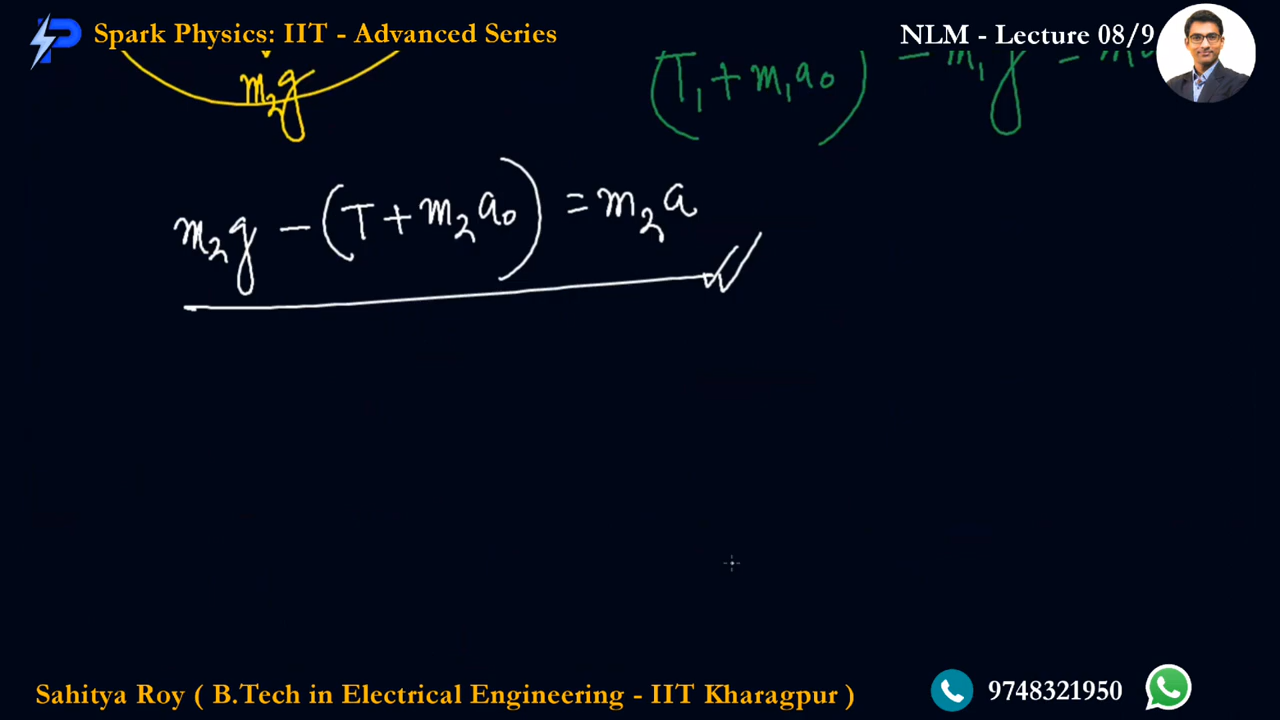 Spark Physics: IIT - Advanced Series
NLM - Lecture 08/9
m₂g
(T₁ + m₁a₀) - m₁g =
m₂g - (T + m₂a₀) = m₂a
Sahitya Roy ( B.Tech in Electrical Engineering - IIT Kharagpur )
9748321950